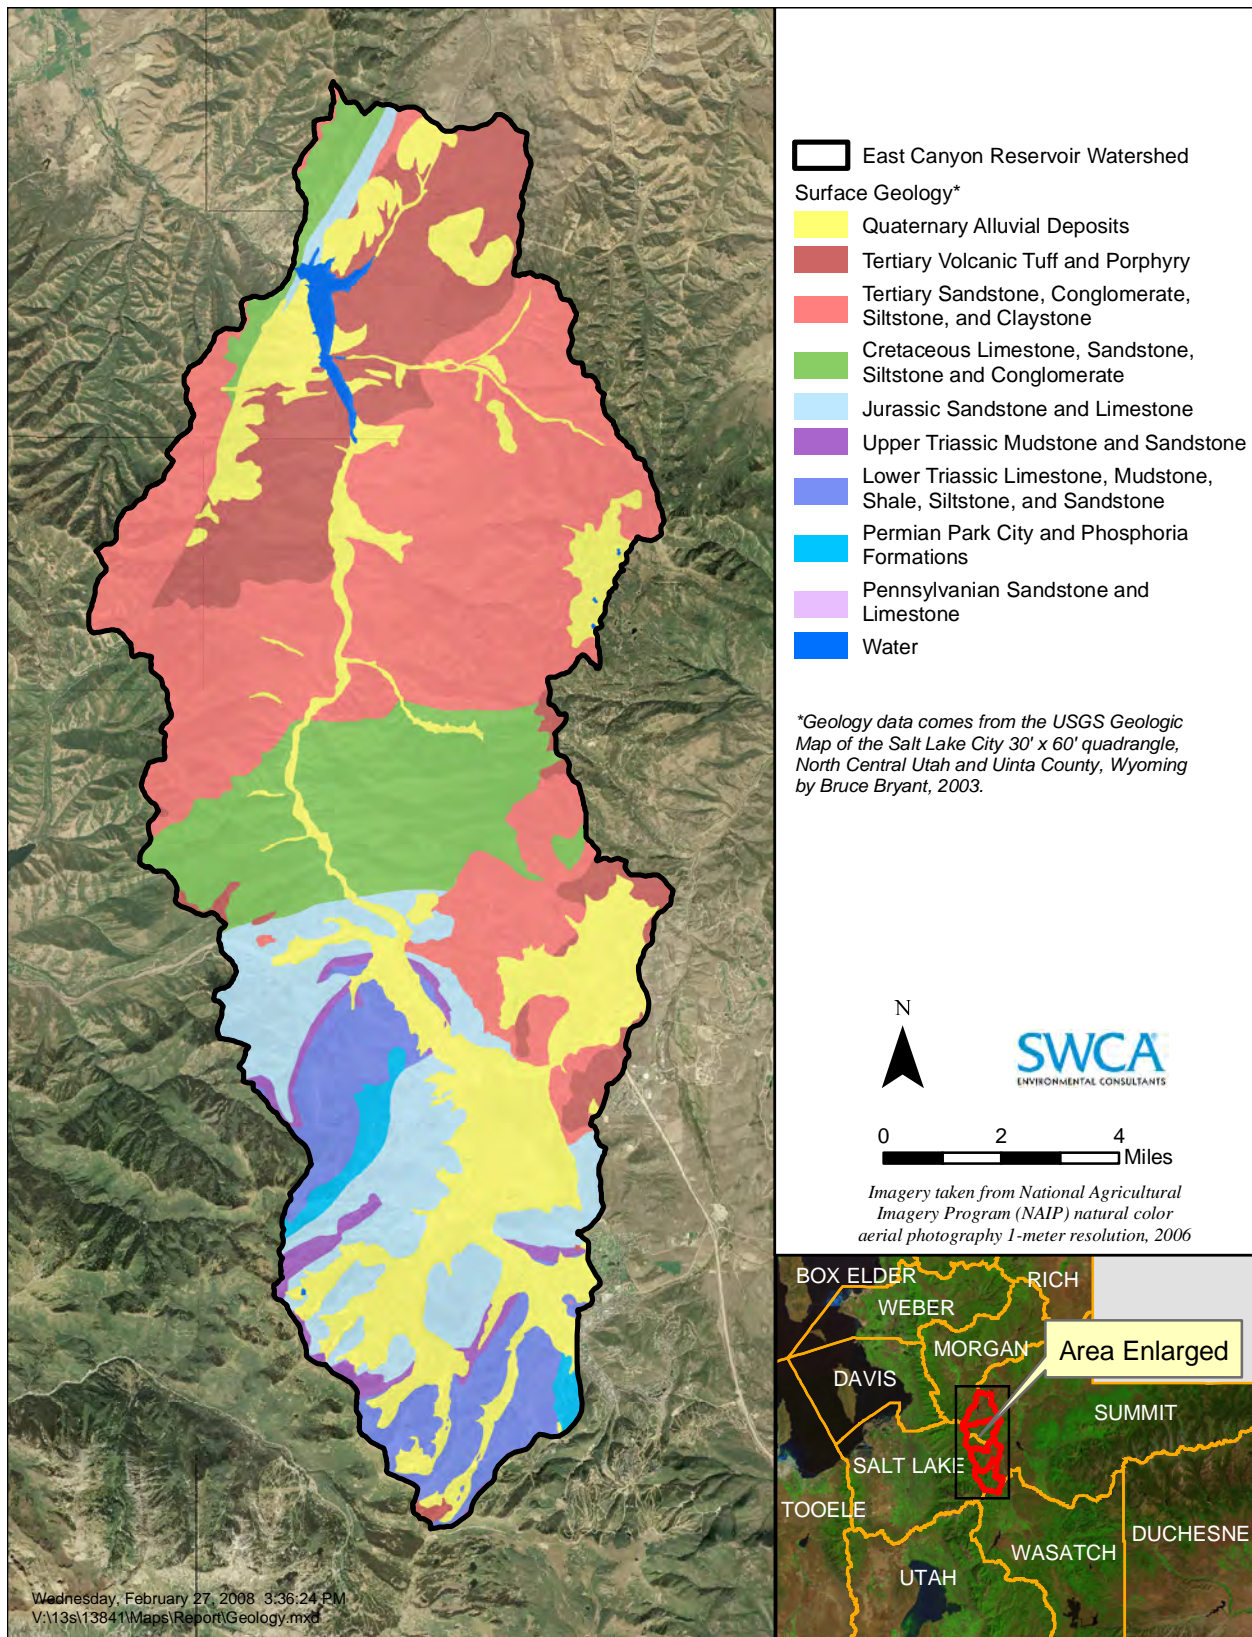 East Canyon Reservoir Watershed
Surface Geology*
Quaternary Alluvial Deposits
Tertiary Volcanic Tuff and Porphyry
Tertiary Sandstone, Conglomerate,
Siltstone, and Claystone
Cretaceous Limestone, Sandstone,
Siltstone and Conglomerate
Jurassic Sandstone and Limestone
Upper Triassic Mudstone and Sandstone
Lower Triassic Limestone, Mudstone,
Shale, Siltstone, and Sandstone
Permian Park City and Phosphoria
Formations
Pennsylvanian Sandstone and
Limestone
Water
*Geology data comes from the USGS Geologic
Map of the Salt Lake City 30' x 60' quadrangle,
North Central Utah and Uinta County, Wyoming
by Bruce Bryant, 2003.
N
SWCA®
ENVIRONMENTAL CONSULTANTS
0 2 4
Miles
Imagery taken from National Agricultural
Imagery Program (NAIP) natural color
aerial photography 1-meter resolution, 2006
BOX ELDER
RICH
WEBER
MORGAN
Area Enlarged
DAVIS
SUMMIT
SALT LAKE
TOOELE
DUCHESNE
WASATCH
UTAH
Wednesday, February 27, 2008 3:36:24 PM
V:\13s\13841\Maps\Report\Geology.mxd